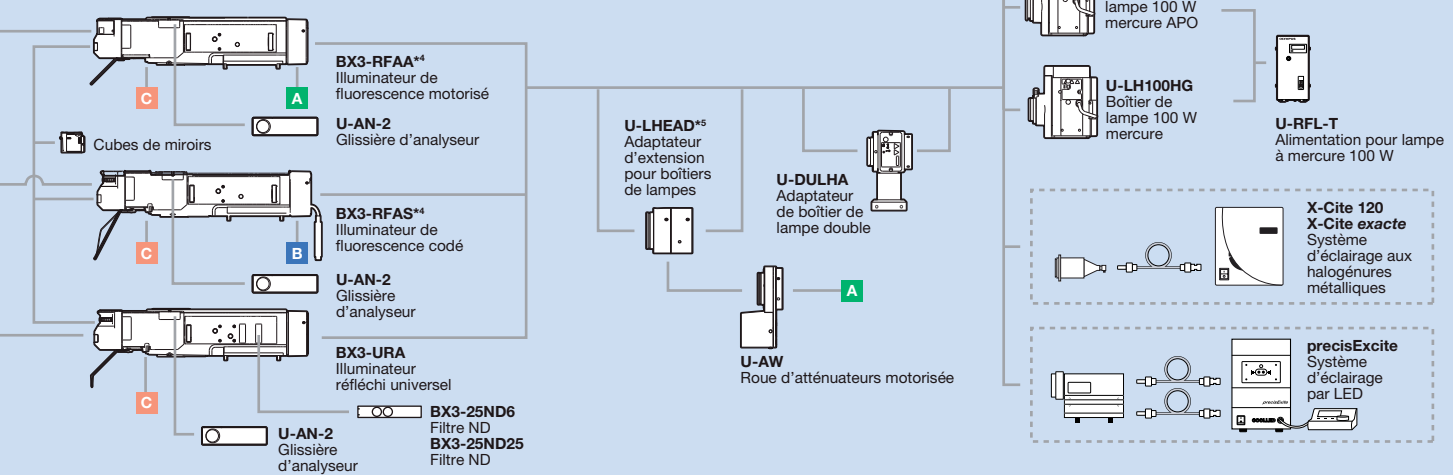 BX3-RFAA*4
Illuminateur de
fluorescence motorisé
C
A
U-AN-2
Glissière d'analyseur
Cubes de miroirs
BX3-RFAS*4
Illuminateur de
fluorescence codé
C
B
U-AN-2
Glissière
d'analyseur
BX3-URA
Illuminateur
réfléchi universel
C
BX3-25ND6
Filtre ND
BX3-25ND25
Filtre ND
U-AN-2
Glissière
d'analyseur
U-LHEAD*5
Adaptateur
d'extension
pour boîtiers
de lampes
U-DULHA
Adaptateur
de boîtier de
lampe double
A
U-AW
Roue d'atténuateurs motorisée
lampe 100 W
mercure APO
U-LH100HG
Boîtier de
lampe 100 W
mercure
OLYMPUS
U-RFL-T
Alimentation pour lampe
à mercure 100 W
X-Cite 120
X-Cite exacte
Système
d'éclairage aux
halogénures
métalliques
precisExcite
Système
d'éclairage
par LED
precisExcite
COOLLED